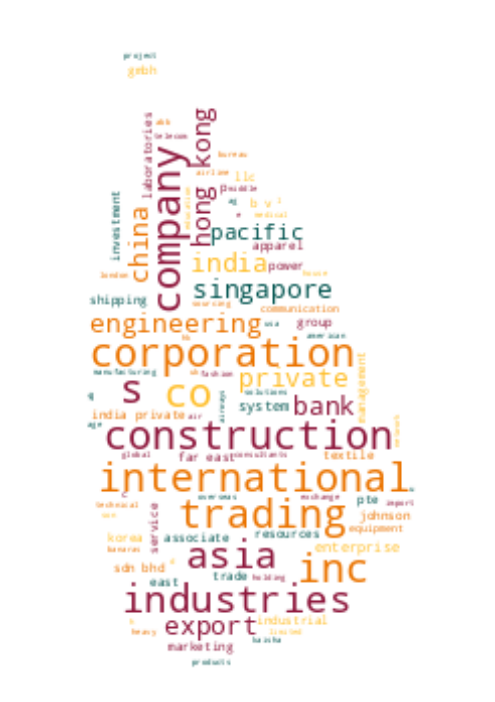 project
gmbh
laboratories
telecom
company
hong kong
bureau
airline
llc
middle
b v
medical
investment
china
pacific
apparel
india
power
london
house
singapore
shipping
sourcing
communication
engineering
usa
group
american
corporation
manufacturing
fashion
private
management
s
co
airways
solutions
system
bank
india private
air
construction
global
far east
consultants
textile
international
overseas
exchange
pte
import
technical
trading
johnson
equipment
service
korea
associate
resources
enterprise
asia
sdn bhd
inc
east
trade
holding
industries
heavy
export
industrial
limited
kaisha
marketing
products